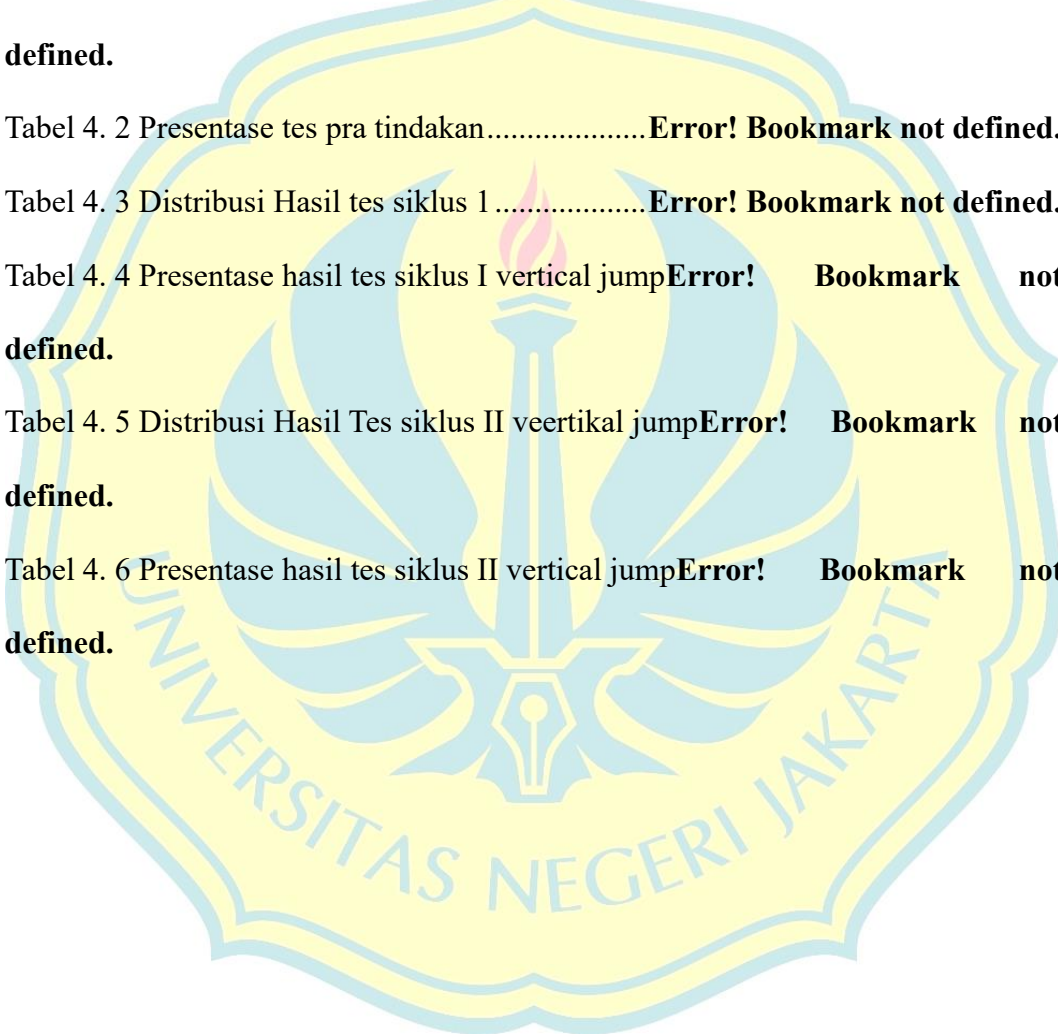 defined.
Tabel 4. 2 Presentase tes pra tindakan....................Error! Bookmark not defined.
Tabel 4. 3 Distribusi Hasil tes siklus 1...................Error! Bookmark not defined.
Tabel 4. 4 Presentase hasil tes siklus I vertical jumpError! Bookmark not
defined.
Tabel 4. 5 Distribusi Hasil Tes siklus II veertikal jumpError! Bookmark not
defined.
Tabel 4. 6 Presentase hasil tes siklus II vertical jumpError! Bookmark not
defined.
UNIVERSITAS NEGERI JAKARTA